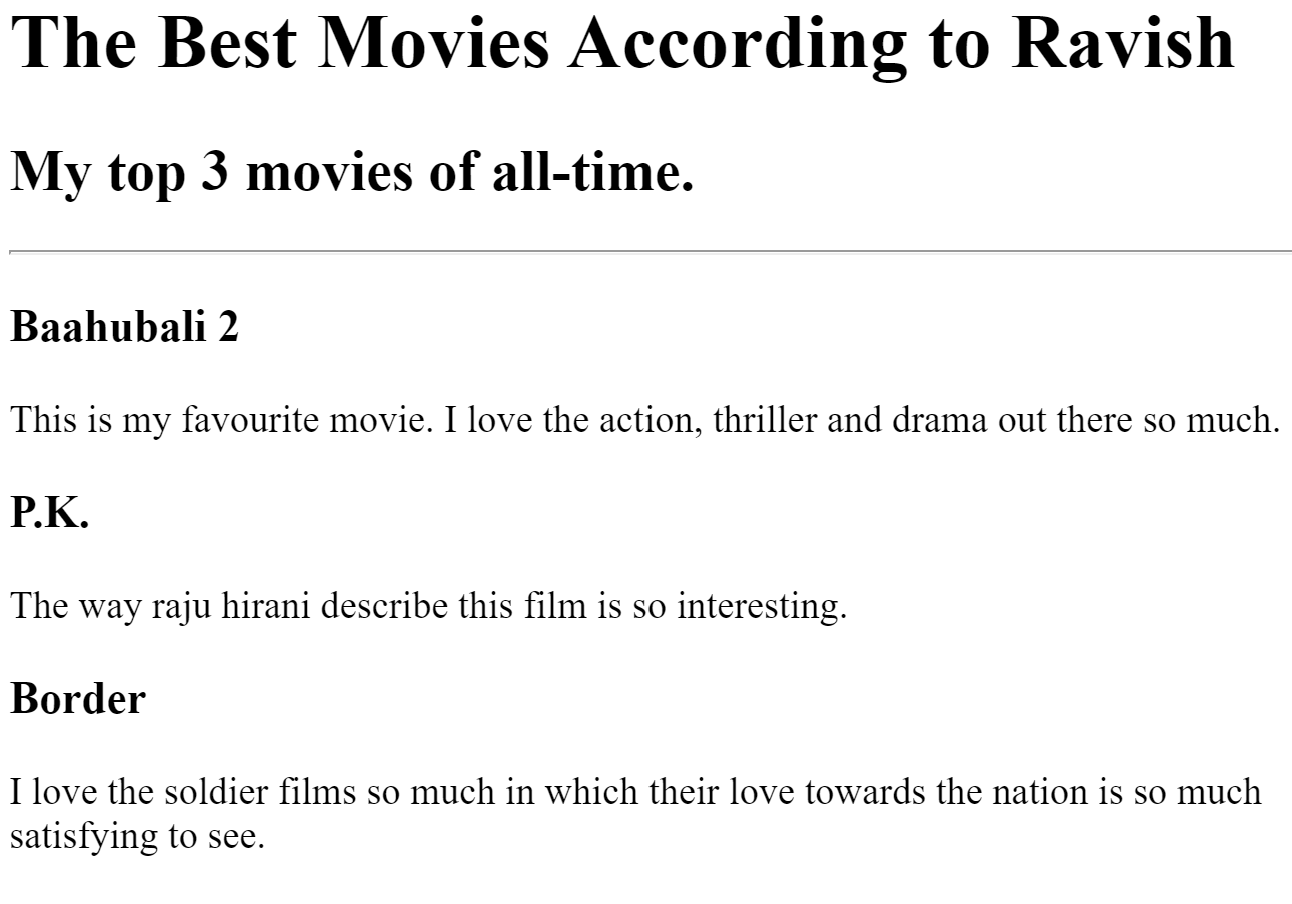 The Best Movies According to Ravish
My top 3 movies of all-time.
Baahubali 2
This is my favourite movie. I love the action, thriller and drama out there so much.
P.K.
The way raju hirani describe this film is so interesting.
Border
I love the soldier films so much in which their love towards the nation is so much
satisfying to see.